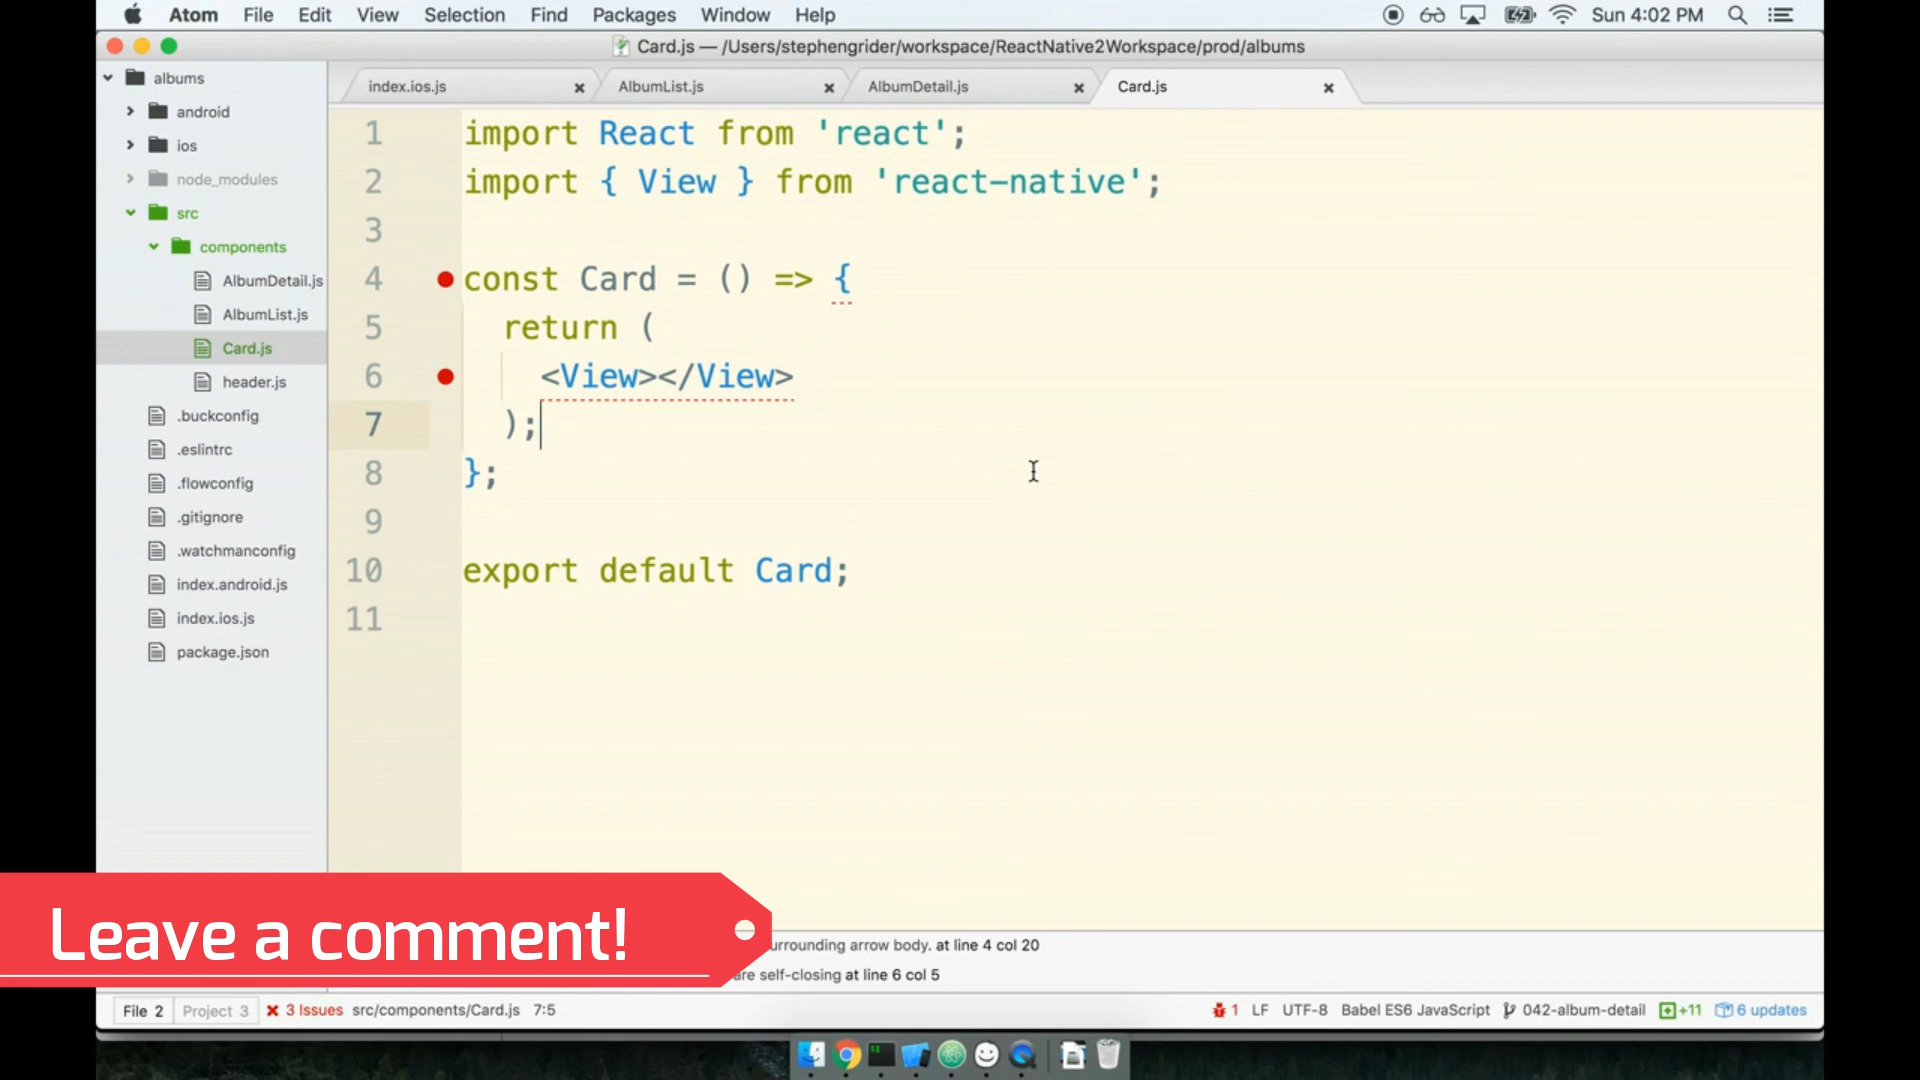 Atom File Edit View Selection Find Packages Window Help Sun 4:02 PM
Card.js — /Users/stephengrider/workspace/ReactNative2Workspace/prod/albums
albums
android
ios
node_modules
src
components
AlbumDetail.js
AlbumList.js
Card.js
header.js
.buckconfig
.eslintrc
.flowconfig
.gitignore
.watchmanconfig
index.android.js
index.ios.js
package.json
index.ios.js AlbumList.js AlbumDetail.js Card.js
1 import React from 'react';
2 import { View } from 'react-native';
3
4 const Card = () => {
5 return (
6 <View></View>
7 );
8 };
9
10 export default Card;
11
Leave a comment!
urrounding arrow body. at line 4 col 20
are self-closing at line 6 col 5
File 2 Project 3 3 Issues src/components/Card.js 7:5 1 LF UTF-8 Babel ES6 JavaScript 042-album-detail +11 6 updates